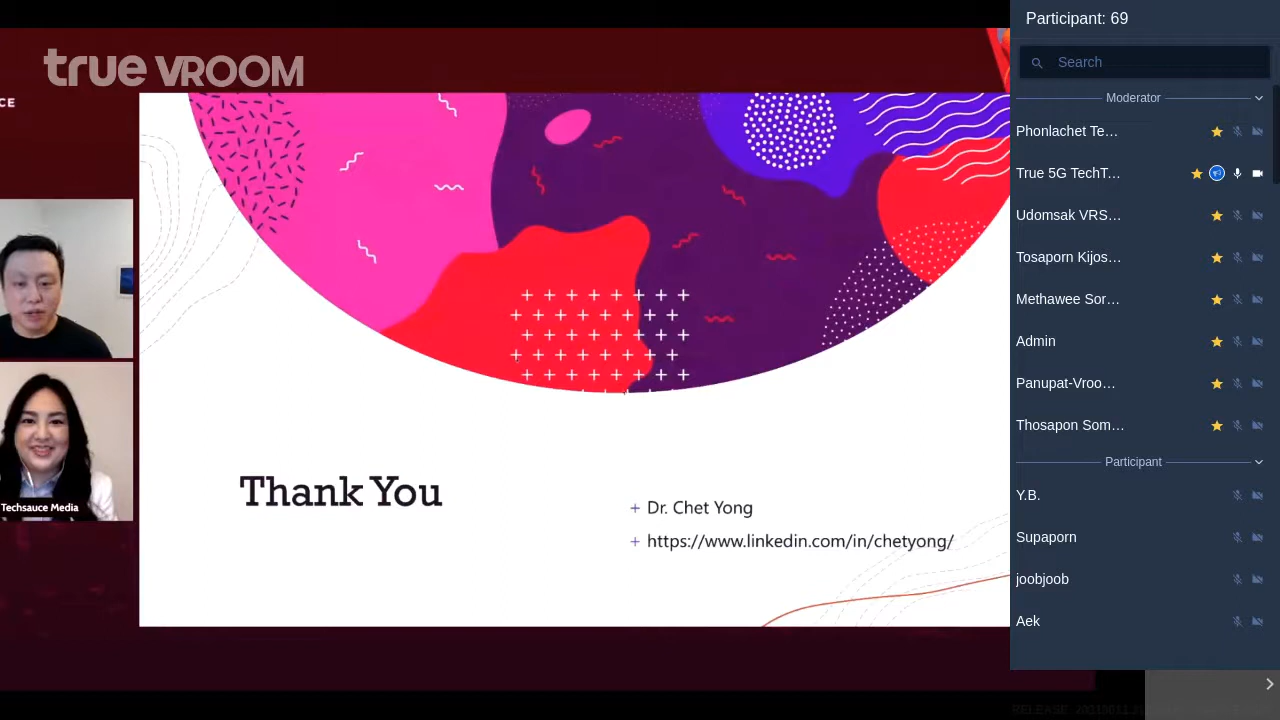 true VROOM
CE
Techsauce Media
Thank You
+ Dr. Chet Yong
+ https://www.linkedin.com/in/chetyong/
Participant: 69
Search
Moderator
Phonlachet Te...
True 5G TechT...
Udomsak VRS...
Tosaporn Kijos...
Methawee Sor...
Admin
Panupat-Vroo...
Thosapon Som...
Participant
Y.B.
Supaporn
joobjoob
Aek